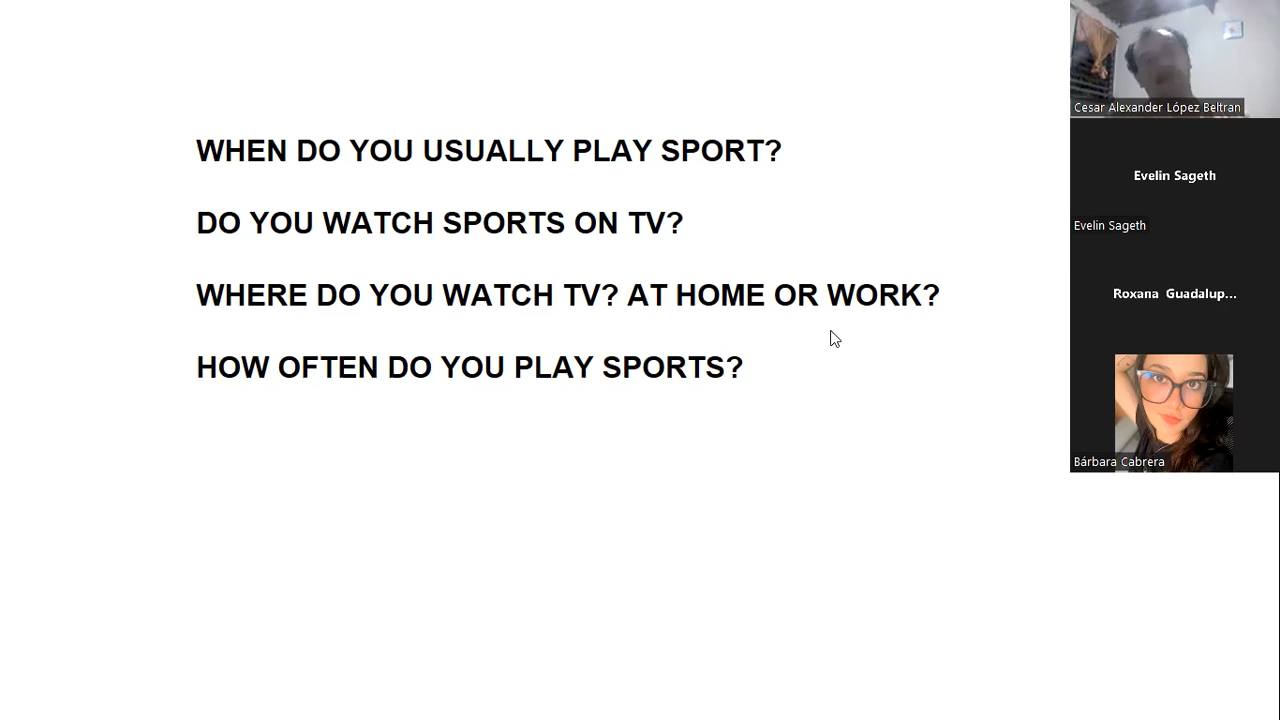 WHEN DO YOU USUALLY PLAY SPORT?
DO YOU WATCH SPORTS ON TV?
WHERE DO YOU WATCH TV? AT HOME OR WORK?
HOW OFTEN DO YOU PLAY SPORTS?
Cesar Alexander López Beltran
Evelin Sageth
Evelin Sageth
Roxana Guadalup...
Bárbara Cabrera